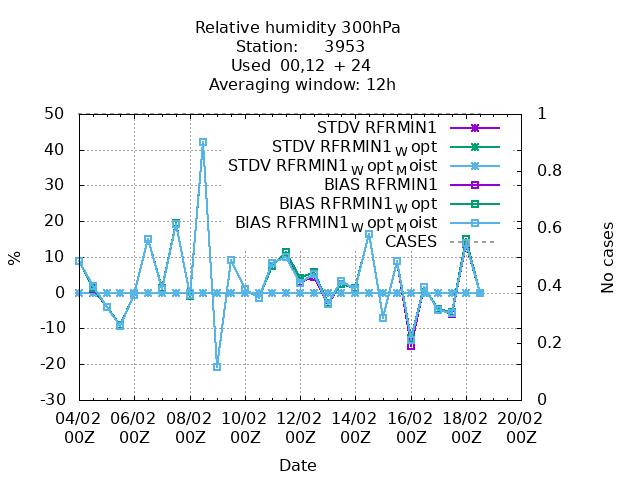 Relative humidity 300hPa
Station: 3953
Used 00,12 + 24
Averaging window: 12h
50 1
STDV RFRMIN1
STDV RFRMIN1_W opt
40 STDV RFRMIN1_W opt_M oist 0.8
BIAS RFRMIN1
30 BIAS RFRMIN1_W opt
20 BIAS RFRMIN1_W opt_M oist 0.6
CASES
% 10 No cases
0 0.4
-10
-20 0.2
-30 0
04/02 06/02 08/02 10/02 12/02 14/02 16/02 18/02 20/02
00Z 00Z 00Z 00Z 00Z 00Z 00Z 00Z 00Z
Date